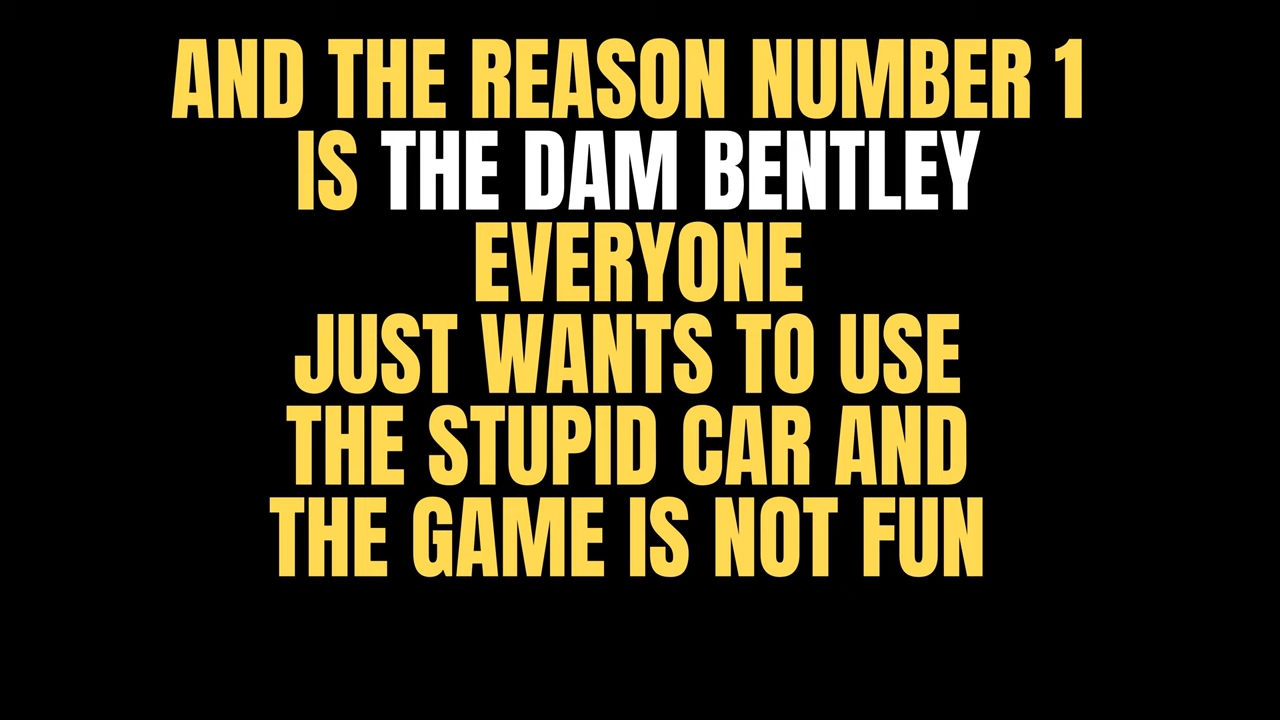 AND THE REASON NUMBER 1
IS THE DAM BENTLEY
EVERYONE
JUST WANTS TO USE
THE STUPID CAR AND
THE GAME IS NOT FUN